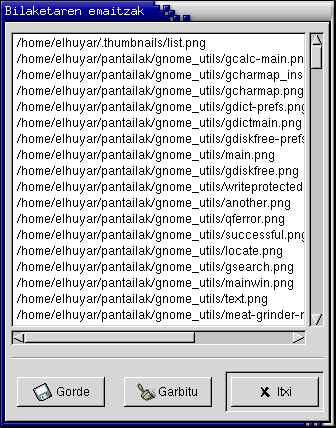 Bilaketaren emaitzak
/home/elhuyar/.thumbnails/list.png
/home/elhuyar/pantailak/gnome_utils/gcalc-main.pn
/home/elhuyar/pantailak/gnome_utils/gcharmap_ins
/home/elhuyar/pantailak/gnome_utils/gcharmap.png
/home/elhuyar/pantailak/gnome_utils/gdict-prefs.png
/home/elhuyar/pantailak/gnome_utils/gdictmain.png
/home/elhuyar/pantailak/gnome_utils/gdiskfree-prefs
/home/elhuyar/pantailak/gnome_utils/main.png
/home/elhuyar/pantailak/gnome_utils/gdiskfree.png
/home/elhuyar/pantailak/gnome_utils/writeprotected
/home/elhuyar/pantailak/gnome_utils/another.png
/home/elhuyar/pantailak/gnome_utils/qferror.png
/home/elhuyar/pantailak/gnome_utils/successful.png
/home/elhuyar/pantailak/gnome_utils/locate.png
/home/elhuyar/pantailak/gnome_utils/gsearch.png
/home/elhuyar/pantailak/gnome_utils/mainwin.png
/home/elhuyar/pantailak/gnome_utils/text.png
/home/elhuyar/pantailak/gnome_utils/meat-grinder-r
Gorde
Garbitu
Itxi